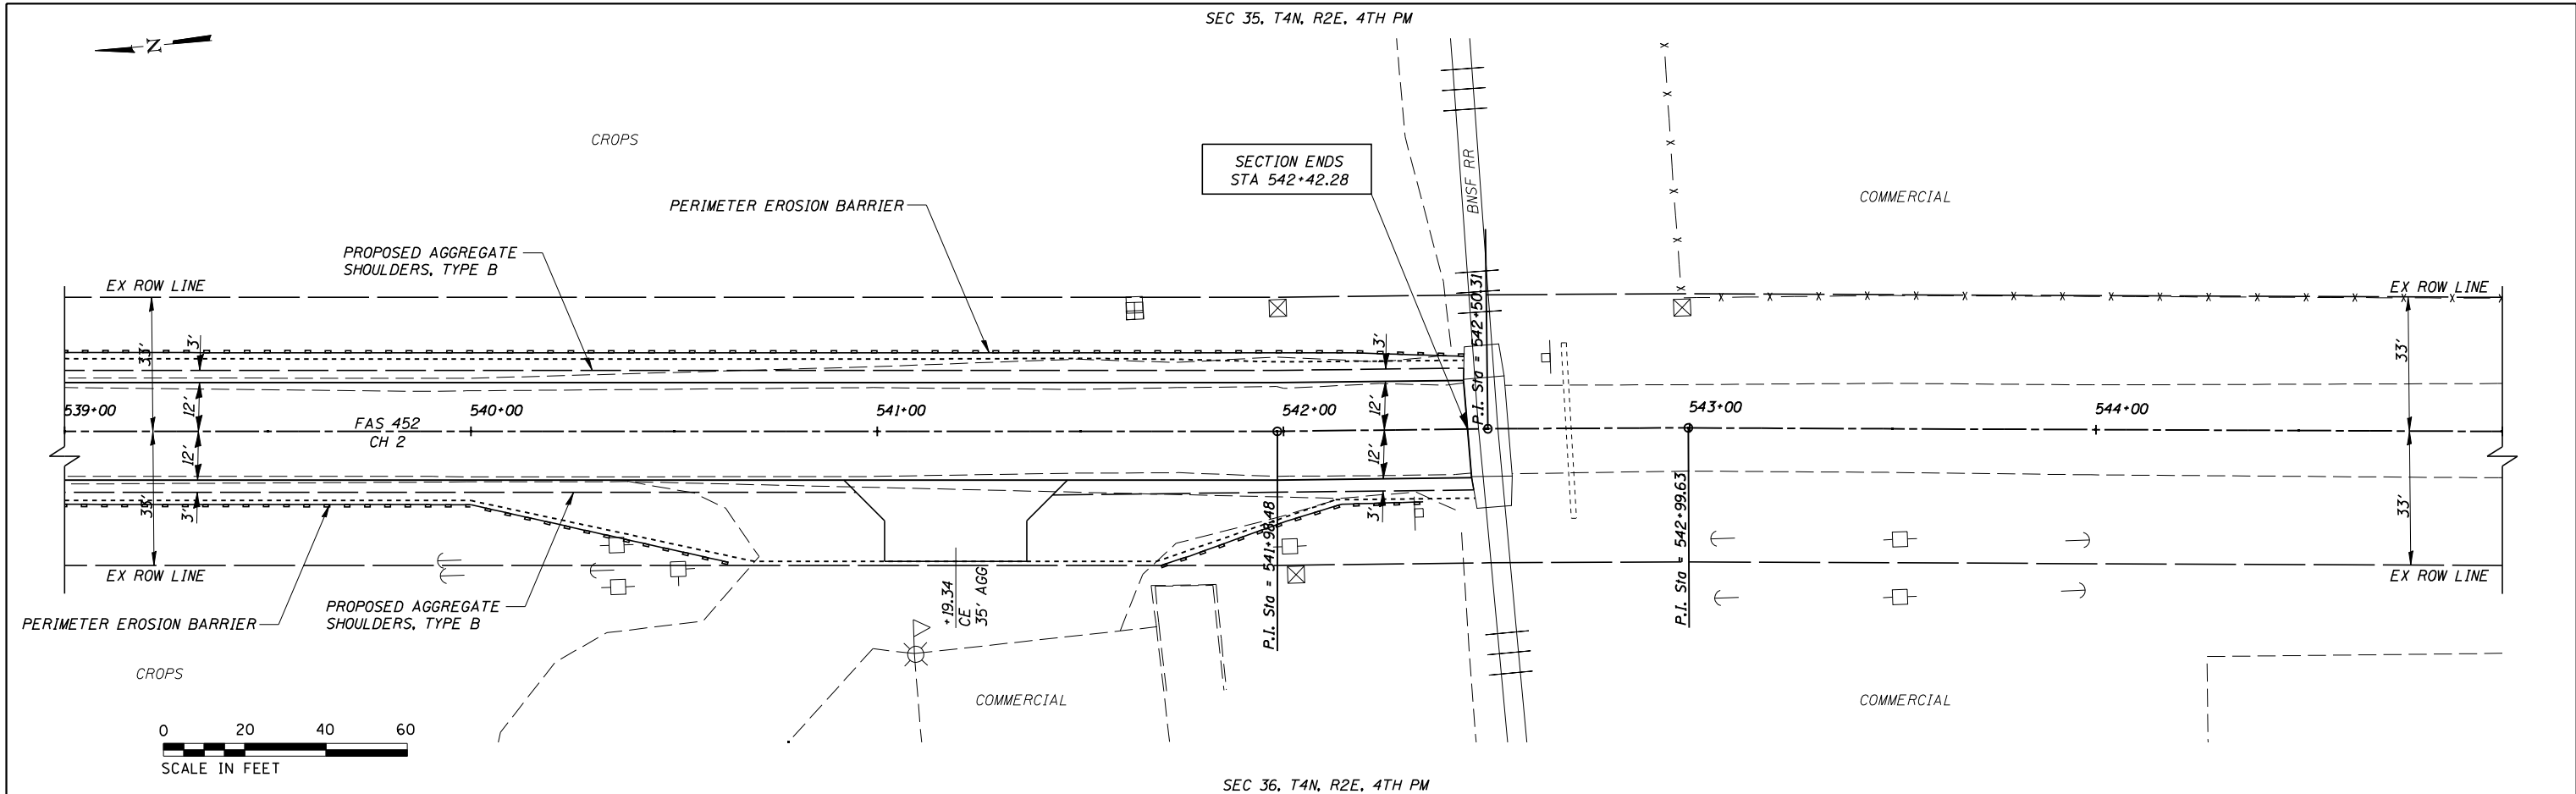 SEC 35, T4N, R2E, 4TH PM
Z
CROPS
SECTION ENDS
STA 542+42.28
BNSF RR
COMMERCIAL
PERIMETER EROSION BARRIER
PROPOSED AGGREGATE
SHOULDERS, TYPE B
EX ROW LINE
EX ROW LINE
P.I. Sta = 542+50.31
33'
3'
3'
33'
12'
12'
539+00
540+00
541+00
542+00
543+00
544+00
FAS 452
CH 2
12'
12'
33'
3'
3'
33'
EX ROW LINE
EX ROW LINE
PERIMETER EROSION BARRIER
PROPOSED AGGREGATE
SHOULDERS, TYPE B
+19.34
CE
35' AGG
P.I. Sta = 541+98.48
P.I. Sta = 542+99.63
CROPS
COMMERCIAL
COMMERCIAL
0 20 40 60
SCALE IN FEET
SEC 36, T4N, R2E, 4TH PM